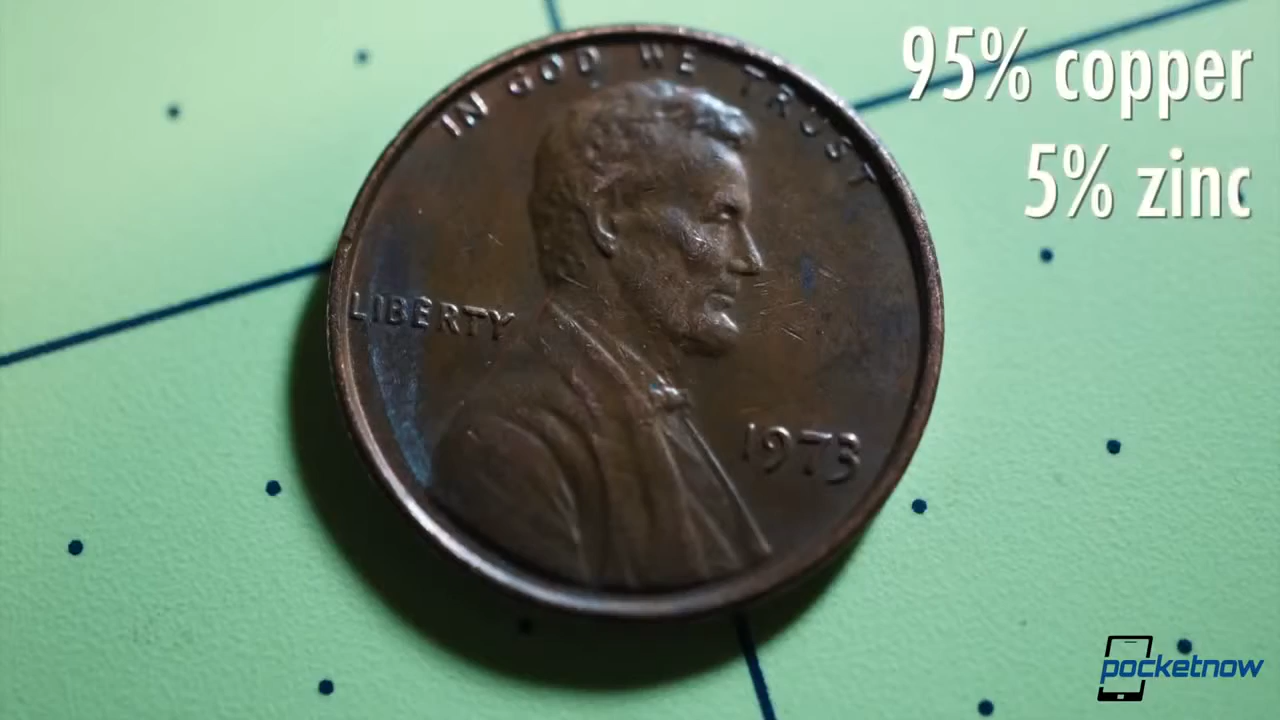 95% copper
5% zinc
IN GOD WE TRUST
LIBERTY
1973
pocketnow